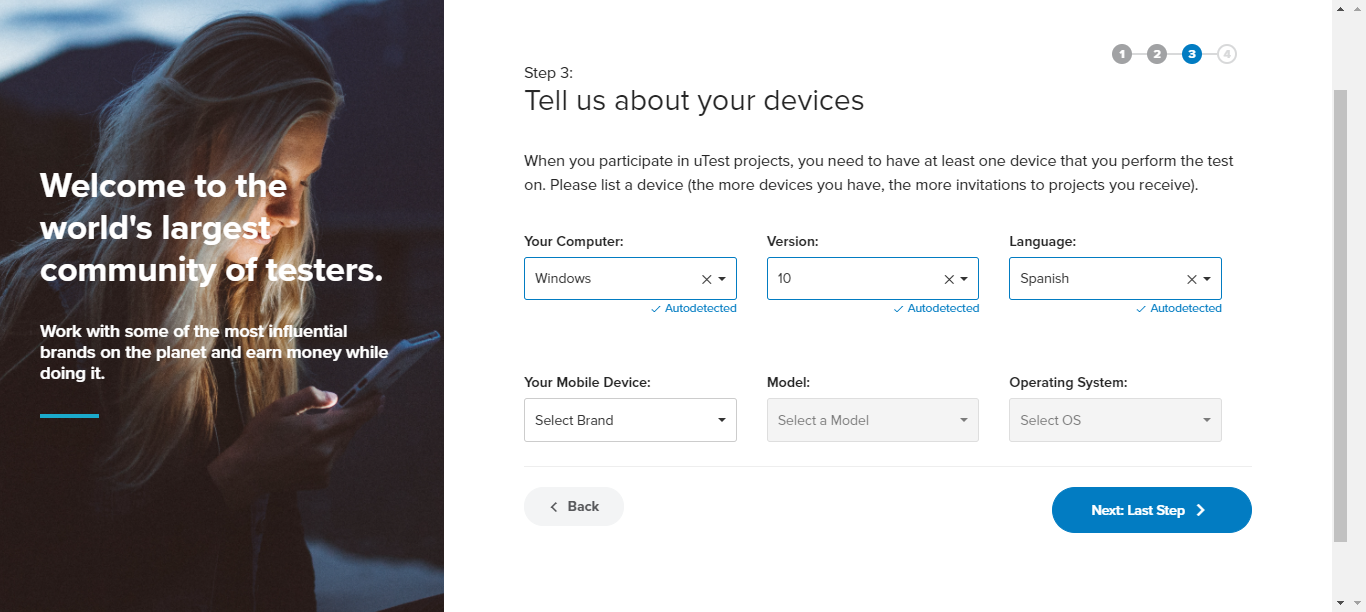 Welcome to the
world's largest
community of testers.
Work with some of the most influential
brands on the planet and earn money while
doing it.
1 2 3 4
Step 3:
Tell us about your devices
When you participate in uTest projects, you need to have at least one device that you perform the test
on. Please list a device (the more devices you have, the more invitations to projects you receive).
Your Computer: Version: Language:
Windows 10 Spanish
Autodetected Autodetected Autodetected
Your Mobile Device: Model: Operating System:
Select Brand Select a Model Select OS
Back Next: Last Step